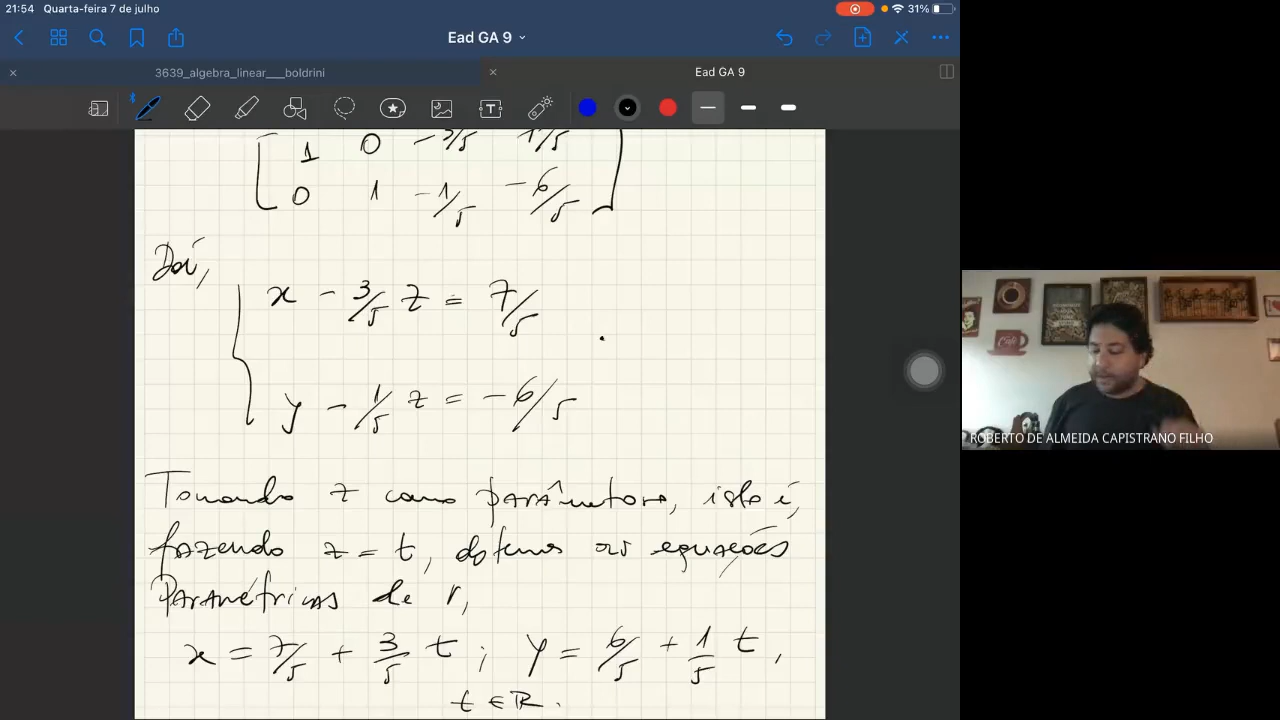 21:54 Quarta-feira 7 de julho 31%
Ead GA 9
3639_algebra_linear___boldrini Ead GA 9
1 0 -3/5 7/5
0 1 -1/5 -6/5
Daí,
x - 3/5 z = 7/5
y - 1/5 z = -6/5
Tomando z como parâmetro, isto é,
fazendo z = t, obtemos as equações
Paramétricas de r,
x = 7/5 + 3/5 t ; y = 6/5 + 1/5 t ,
t ∈ ℝ.
ROBERTO DE ALMEIDA CAPISTRANO FILHO